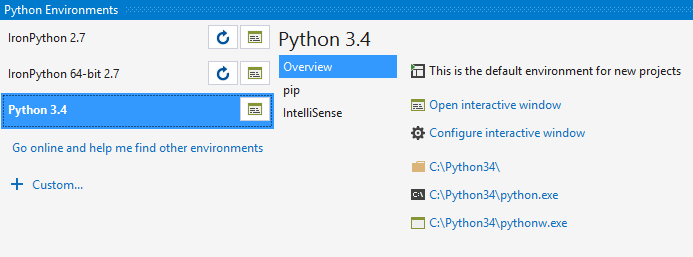 Python Environments
IronPython 2.7
IronPython 64-bit 2.7
Python 3.4
Go online and help me find other environments
Custom...
Python 3.4
Overview
pip
IntelliSense
This is the default environment for new projects
Open interactive window
Configure interactive window
C:\Python34\
C:\Python34\python.exe
C:\Python34\pythonw.exe